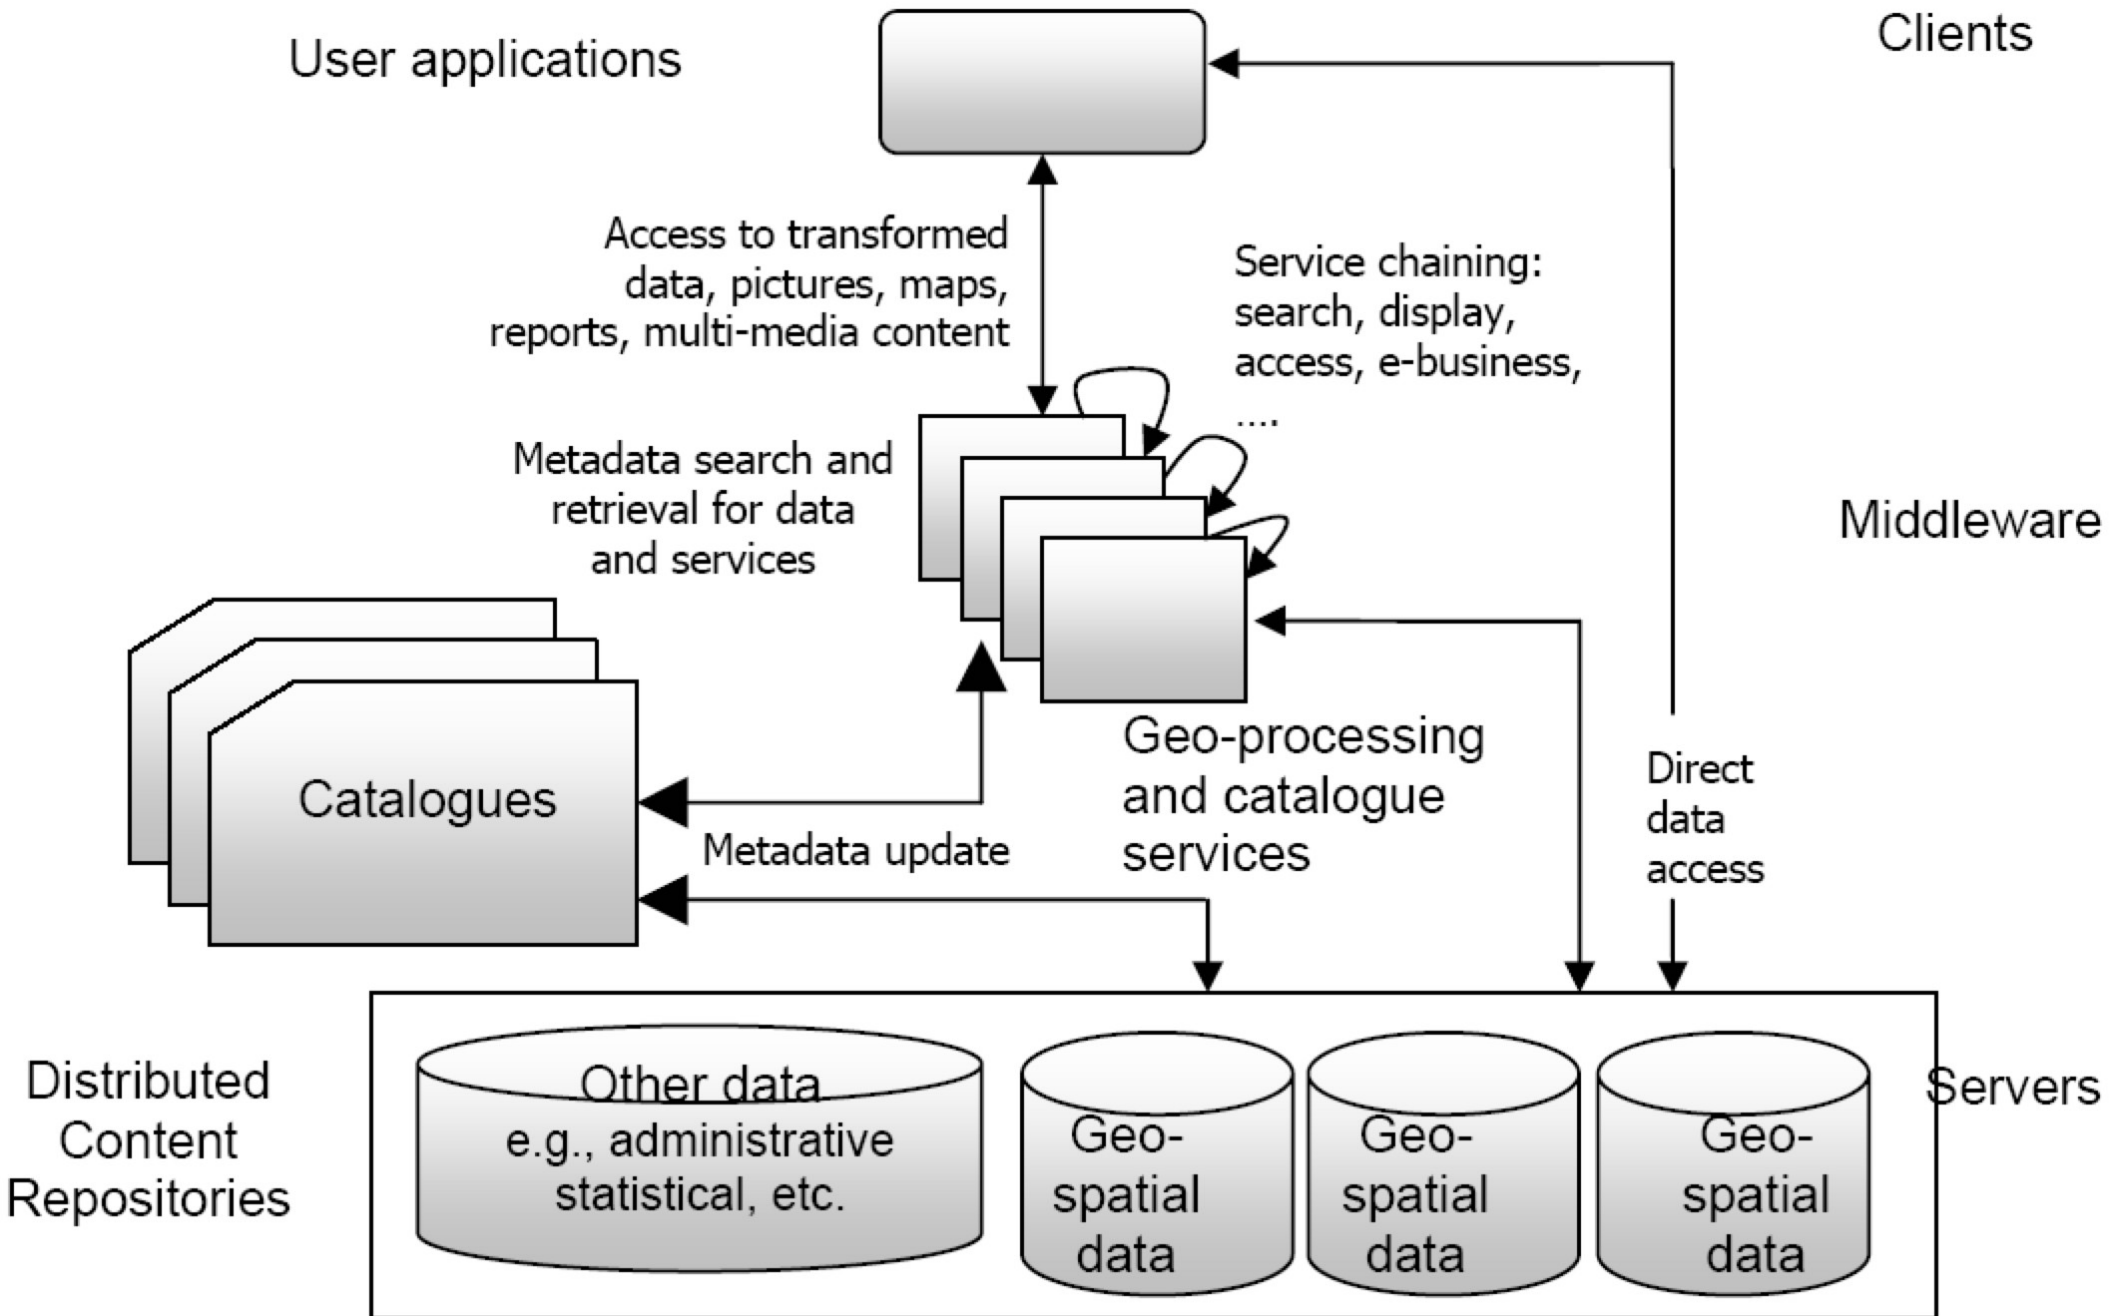 User applications
Clients
Access to transformed
data, pictures, maps,
reports, multi-media content
Service chaining:
search, display,
access, e-business,
....
Metadata search and
retrieval for data
and services
Middleware
Geo-processing
and catalogue
services
Catalogues
Metadata update
Direct
data
access
Distributed
Content
Repositories
Other data
e.g., administrative
statistical, etc.
Geo-
spatial
data
Geo-
spatial
data
Geo-
spatial
data
Servers